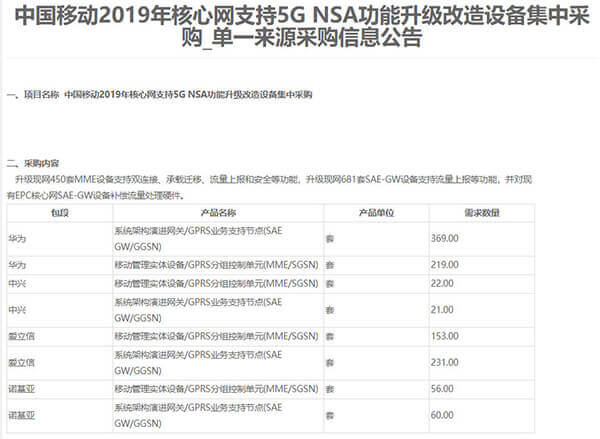 中国移动2019年核心网支持5G NSA功能升级改造设备集中采
购_单一来源采购信息公告
一、项目名称 中国移动2019年核心网支持5G NSA功能升级改造设备集中采购
二、采购内容
升级现网450套MME设备支持双连接、承载迁移、流量上报和安全等功能，升级现网681套SAE-GW设备支持流量上报等功能，并对现
有EPC核心网SAE-GW设备补偿流量处理硬件。
包段 产品名称 产品单位 需求数量
华为 系统架构演进网关/GPRS业务支持节点(SAE GW/GGSN) 套 369.00
华为 移动管理实体设备/GPRS分组控制单元(MME/SGSN) 套 219.00
中兴 移动管理实体设备/GPRS分组控制单元(MME/SGSN) 套 22.00
中兴 系统架构演进网关/GPRS业务支持节点(SAE GW/GGSN) 套 21.00
爱立信 移动管理实体设备/GPRS分组控制单元(MME/SGSN) 套 153.00
爱立信 系统架构演进网关/GPRS业务支持节点(SAE GW/GGSN) 套 231.00
诺基亚 移动管理实体设备/GPRS分组控制单元(MME/SGSN) 套 56.00
诺基亚 系统架构演进网关/GPRS业务支持节点(SAE GW/GGSN) 套 60.00